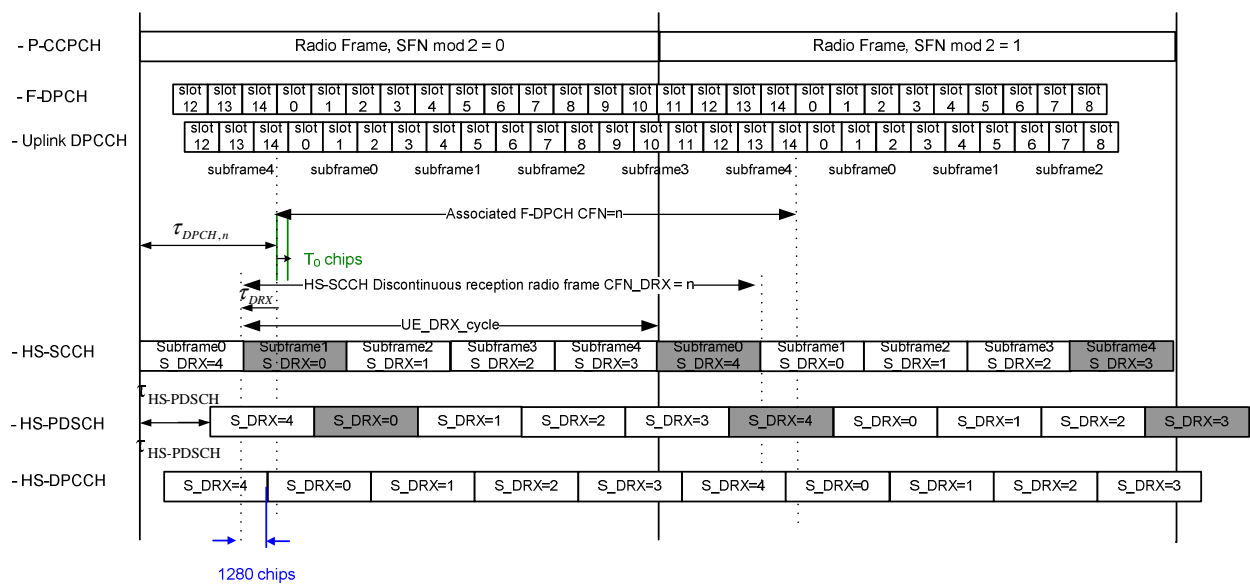 - P-CCPCH
Radio Frame, SFN mod 2 = 0
Radio Frame, SFN mod 2 = 1
- F-DPCH
slot 12 slot 13 slot 14 slot 0 slot 1 slot 2 slot 3 slot 4 slot 5 slot 6 slot 7 slot 8 slot 9 slot 10 slot 11 slot 12 slot 13 slot 14 slot 0 slot 1 slot 2 slot 3 slot 4 slot 5 slot 6 slot 7 slot 8
- Uplink DPCCH
slot 12 slot 13 slot 14 slot 0 slot 1 slot 2 slot 3 slot 4 slot 5 slot 6 slot 7 slot 8 slot 9 slot 10 slot 11 slot 12 slot 13 slot 14 slot 0 slot 1 slot 2 slot 3 slot 4 slot 5 slot 6 slot 7 slot 8
subframe4 subframe0 subframe1 subframe2 subframe3 subframe4 subframe0 subframe1 subframe2
Associated F-DPCH CFN=n
τDPCH,n
T0 chips
HS-SCCH Discontinuous reception radio frame CFN_DRX = n
τDRX
UE_DRX_cycle
- HS-SCCH
Subframe0 Subframe1 Subframe2 Subframe3 Subframe4 Subframe0 Subframe1 Subframe2 Subframe3 Subframe4
S_DRX=4 S_DRX=0 S_DRX=1 S_DRX=2 S_DRX=3 S_DRX=4 S_DRX=0 S_DRX=1 S_DRX=2 S_DRX=3
τHS-PDSCH
- HS-PDSCH
S_DRX=4 S_DRX=0 S_DRX=1 S_DRX=2 S_DRX=3 S_DRX=4 S_DRX=0 S_DRX=1 S_DRX=2 S_DRX=3
τHS-PDSCH
- HS-DPCCH
S_DRX=4 S_DRX=0 S_DRX=1 S_DRX=2 S_DRX=3 S_DRX=4 S_DRX=0 S_DRX=1 S_DRX=2 S_DRX=3
1280 chips